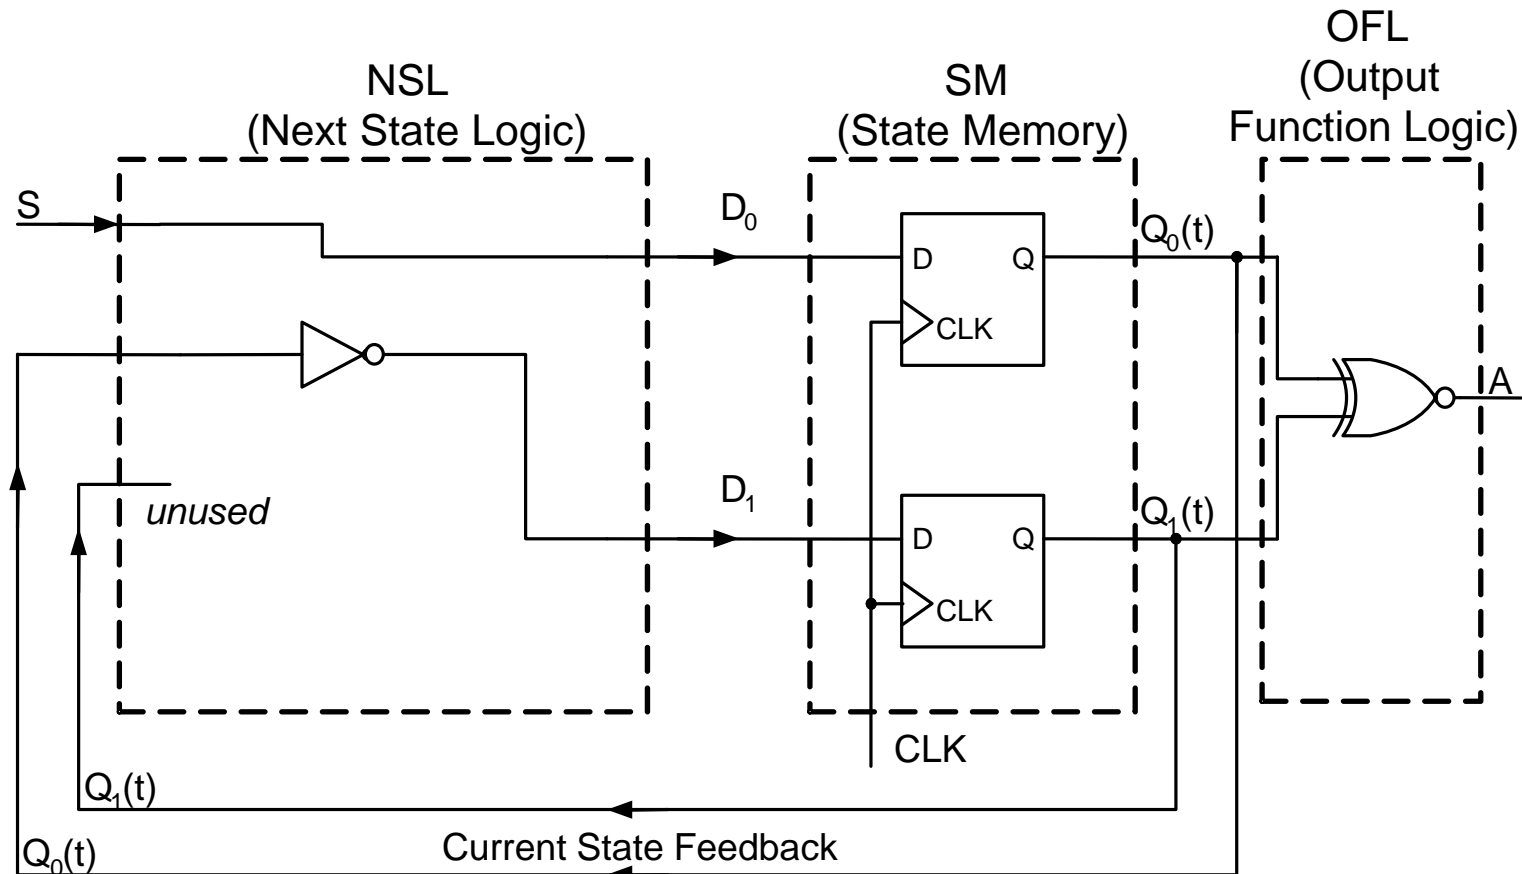 OFL
(Output
Function Logic)
NSL
(Next State Logic)
SM
(State Memory)
S
D₀
Q₀(t)
D
Q
CLK
A
unused
D₁
Q₁(t)
D
Q
CLK
CLK
Q₁(t)
Current State Feedback
Q₀(t)